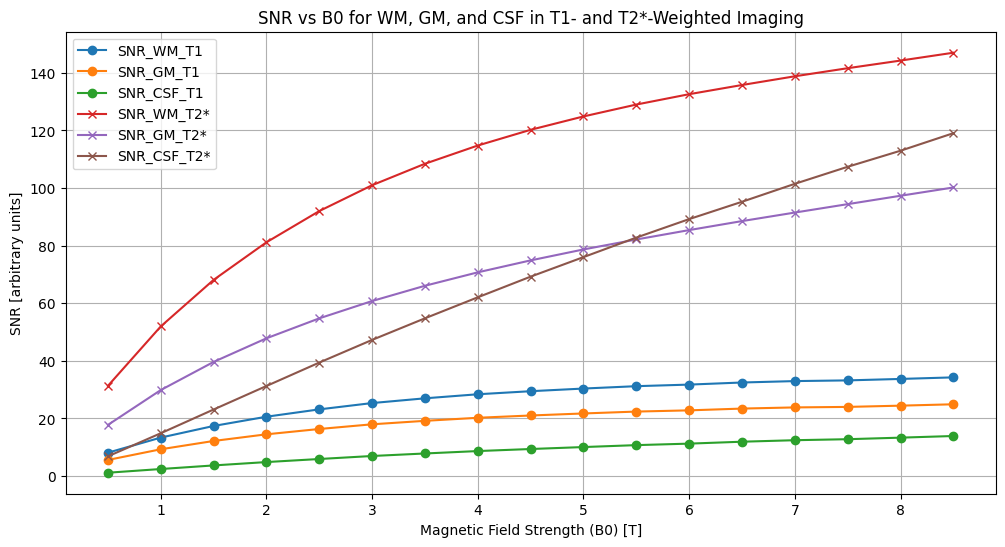 SNR vs B0 for WM, GM, and CSF in T1- and T2*-Weighted Imaging
SNR_WM_T1
SNR_GM_T1
SNR_CSF_T1
SNR_WM_T2*
SNR_GM_T2*
SNR_CSF_T2*
SNR [arbitrary units]
140
120
100
80
60
40
20
0
1 2 3 4 5 6 7 8
Magnetic Field Strength (B0) [T]